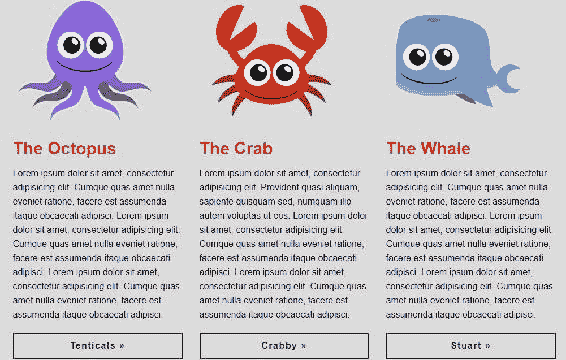 The Octopus
Lorem ipsum dolor sit amet, consectetur
adipisicing elit. Cumque quas amet nulla
eveniet ratione, facere est assumenda
itaque obcaecati adipisci. Lorem ipsum
dolor sit amet, consectetur adipisicing elit.
Cumque quas amet nulla eveniet ratione,
facere est assumenda itaque obcaecati
adipisci. Lorem ipsum dolor sit amet,
consectetur adipisicing elit. Cumque quas
amet nulla eveniet ratione, facere est
assumenda itaque obcaecati adipisci.
Tenticals »
The Crab
Lorem ipsum dolor sit amet, consectetur
adipisicing elit. Provident quasi aliquam,
sapiente quisquam sed, numquam illo
autem voluptas ut eos. Lorem ipsum dolor
sit amet, consectetur adipisicing elit.
Cumque quas amet nulla eveniet ratione,
facere est assumenda itaque obcaecati
adipisci. Lorem ipsum dolor sit amet,
consectetur adipisicing elit. Cumque quas
amet nulla eveniet ratione, facere est
assumenda itaque obcaecati adipisci.
Crabby »
The Whale
Lorem ipsum dolor sit amet, consectetur
adipisicing elit. Cumque quas amet nulla
eveniet ratione, facere est assumenda
itaque obcaecati adipisci. Lorem ipsum
dolor sit amet, consectetur adipisicing elit.
Cumque quas amet nulla eveniet ratione,
facere est assumenda itaque obcaecati
adipisci. Lorem ipsum dolor sit amet,
consectetur adipisicing elit. Cumque quas
amet nulla eveniet ratione, facere est
assumenda itaque obcaecati adipisci.
Stuart »